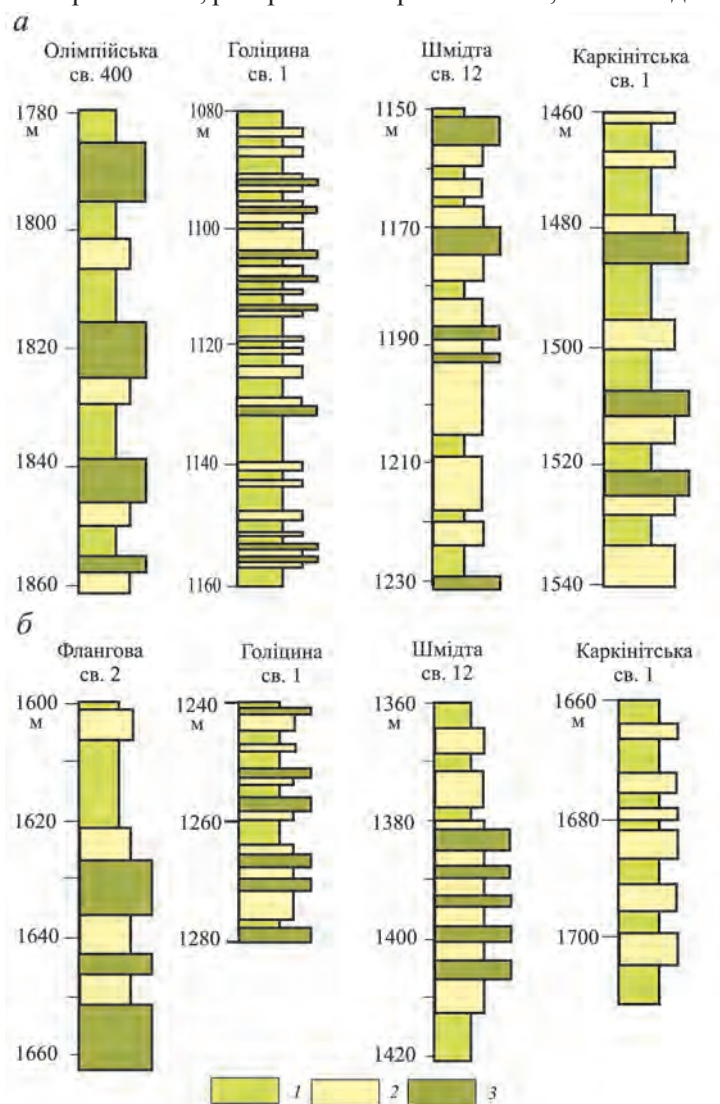 а
Олімпійська
св. 400
Голіцина
св. 1
Шмідта
св. 12
Каркінітська
св. 1
1780
м
1800
1820
1840
1860
1080
м
1100
1120
1140
1160
1150
м
1170
1190
1210
1230
1460
м
1480
1500
1520
1540
б
Флангова
св. 2
Голіцина
св. 1
Шмідта
св. 12
Каркінітська
св. 1
1600
м
1620
1640
1660
1240
м
1260
1280
1360
м
1380
1400
1420
1660
м
1680
1700
1
2
3